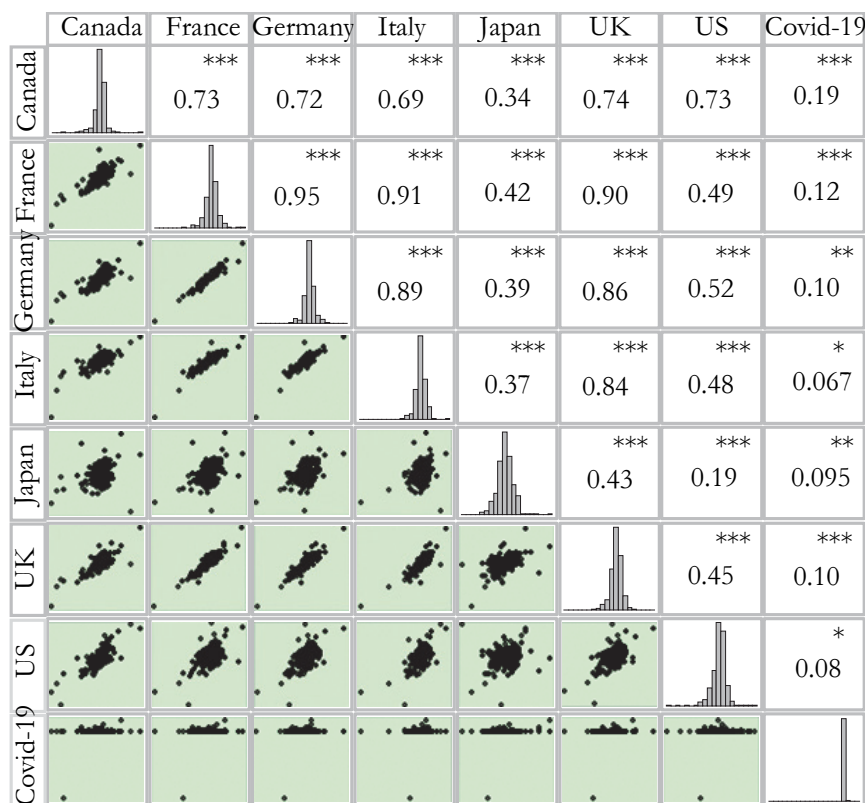 Canada France Germany Italy Japan UK US Covid-19
Canada *** *** *** *** *** *** ***
0.73 0.72 0.69 0.34 0.74 0.73 0.19
France *** *** *** *** *** ***
0.95 0.91 0.42 0.90 0.49 0.12
Germany *** *** *** *** **
0.89 0.39 0.86 0.52 0.10
Italy *** *** *** *
0.37 0.84 0.48 0.067
Japan *** *** **
0.43 0.19 0.095
UK *** ***
0.45 0.10
US *
0.08
Covid-19